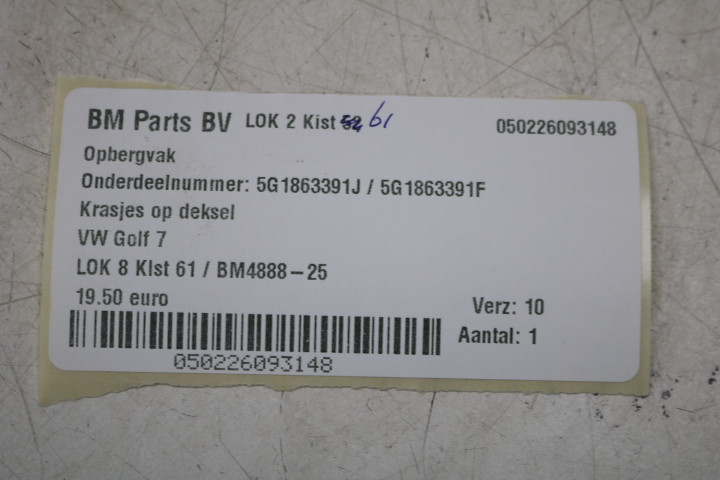 BM Parts BV LOK 2 Kist 61 050226093148
Opbergvak
Onderdeelnummer: 5G1863391J / 5G1863391F
Krasjes op deksel
VW Golf 7
LOK 8 Kist 61 / BM4888-25
19.50 euro Verz: 10
Aantal: 1
050226093148